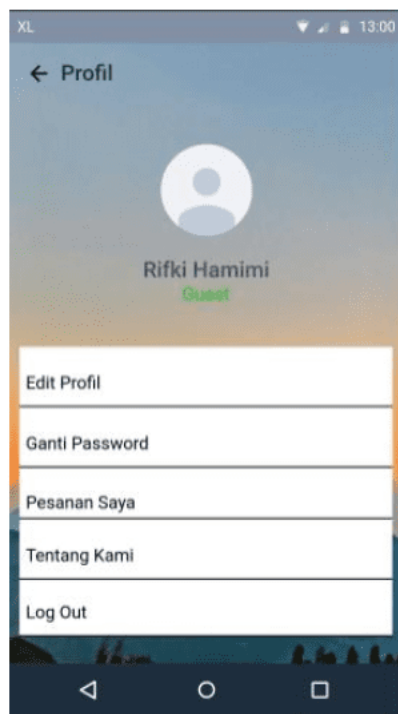 XL 13:00
Profil
Rifki Hamimi
Guest
Edit Profil
Ganti Password
Pesanan Saya
Tentang Kami
Log Out